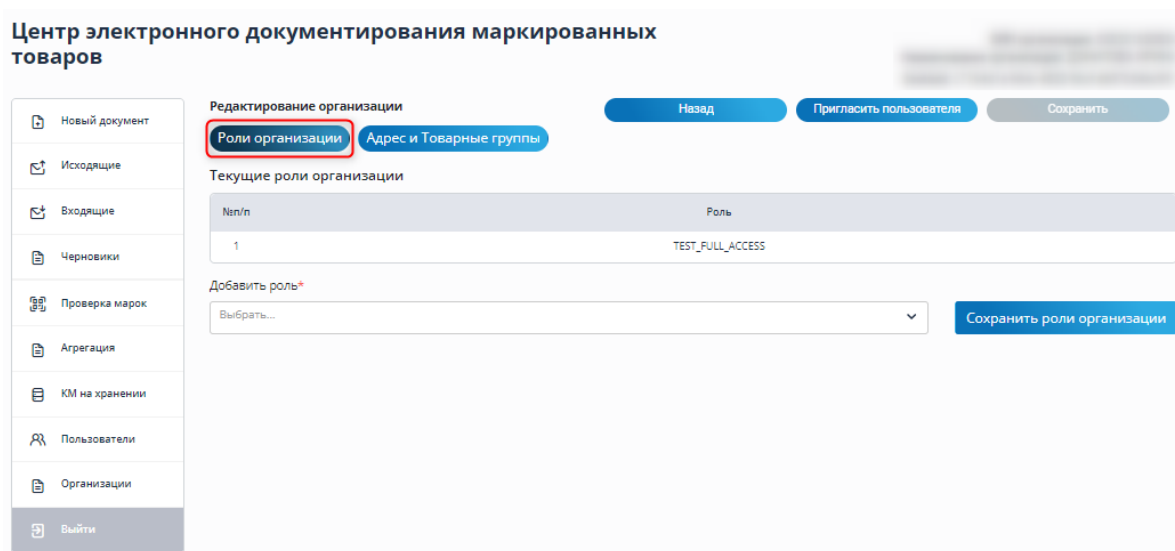 Центр электронного документирования маркированных
товаров
Новый документ
Исходящие
Входящие
Черновики
Проверка марок
Агрегация
КМ на хранении
Пользователи
Организации
Выйти
Редактирование организации
Назад
Пригласить пользователя
Сохранить
Роли организации
Адрес и Товарные группы
Текущие роли организации
№п/п Роль
1 TEST_FULL_ACCESS
Добавить роль*
Выбрать...
Сохранить роли организации